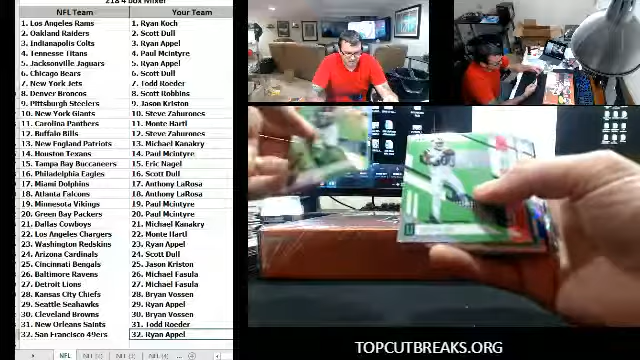 218 4 box Mixer
NFL Team Your Team
1. Los Angeles Rams 1. Ryan Koch
2. Oakland Raiders 2. Scott Dull
3. Indianapolis Colts 3. Ryan Appel
4. Tennesse Titans 4. Paul Mcintyre
5. Jacksonville Jaguars 5. Ryan Appel
6. Chicago Bears 6. Scott Dull
7. New York Jets 7. Todd Roeder
8. Denver Broncos 8. Scott Robbins
9. Pittsburgh Steelers 9. Jason Kriston
10. New York Giants 10. Steve Zaburones
11. Carolina Panthers 11. Monte Hartl
12. Buffalo Bills 12. Steve Zaburones
13. New England Patriots 13. Michael Kanakry
14. Houston Texans 14. Paul Mcintyre
15. Tampa Bay Buccaneers 15. Eric Nagel
16. Philadelphia Eagles 16. Scott Dull
17. Miami Dolphins 17. Anthony LaRosa
18. Atlanta Falcons 18. Anthony LaRosa
19. Minnesota Vikings 19. Paul Mcintyre
20. Green Bay Packers 20. Paul Mcintyre
21. Dallas Cowboys 21. Michael Kanakry
22. Los Angeles Chargers 22. Monte Hartl
23. Washington Redskins 23. Ryan Appel
24. Arizona Cardinals 24. Scott Dull
25. Cincinnati Bengals 25. Jason Kriston
26. Baltimore Ravens 26. Michael Fasula
27. Detroit Lions 27. Michael Fasula
28. Kansas City Chiefs 28. Bryan Vossen
29. Seattle Seahawks 29. Ryan Appel
30. Cleveland Browns 30. Bryan Vossen
31. New Orleans Saints 31. Todd Roeder
32. San Francisco 49ers 32. Ryan Appel
NFL
TOPCUTBREAKS.ORG